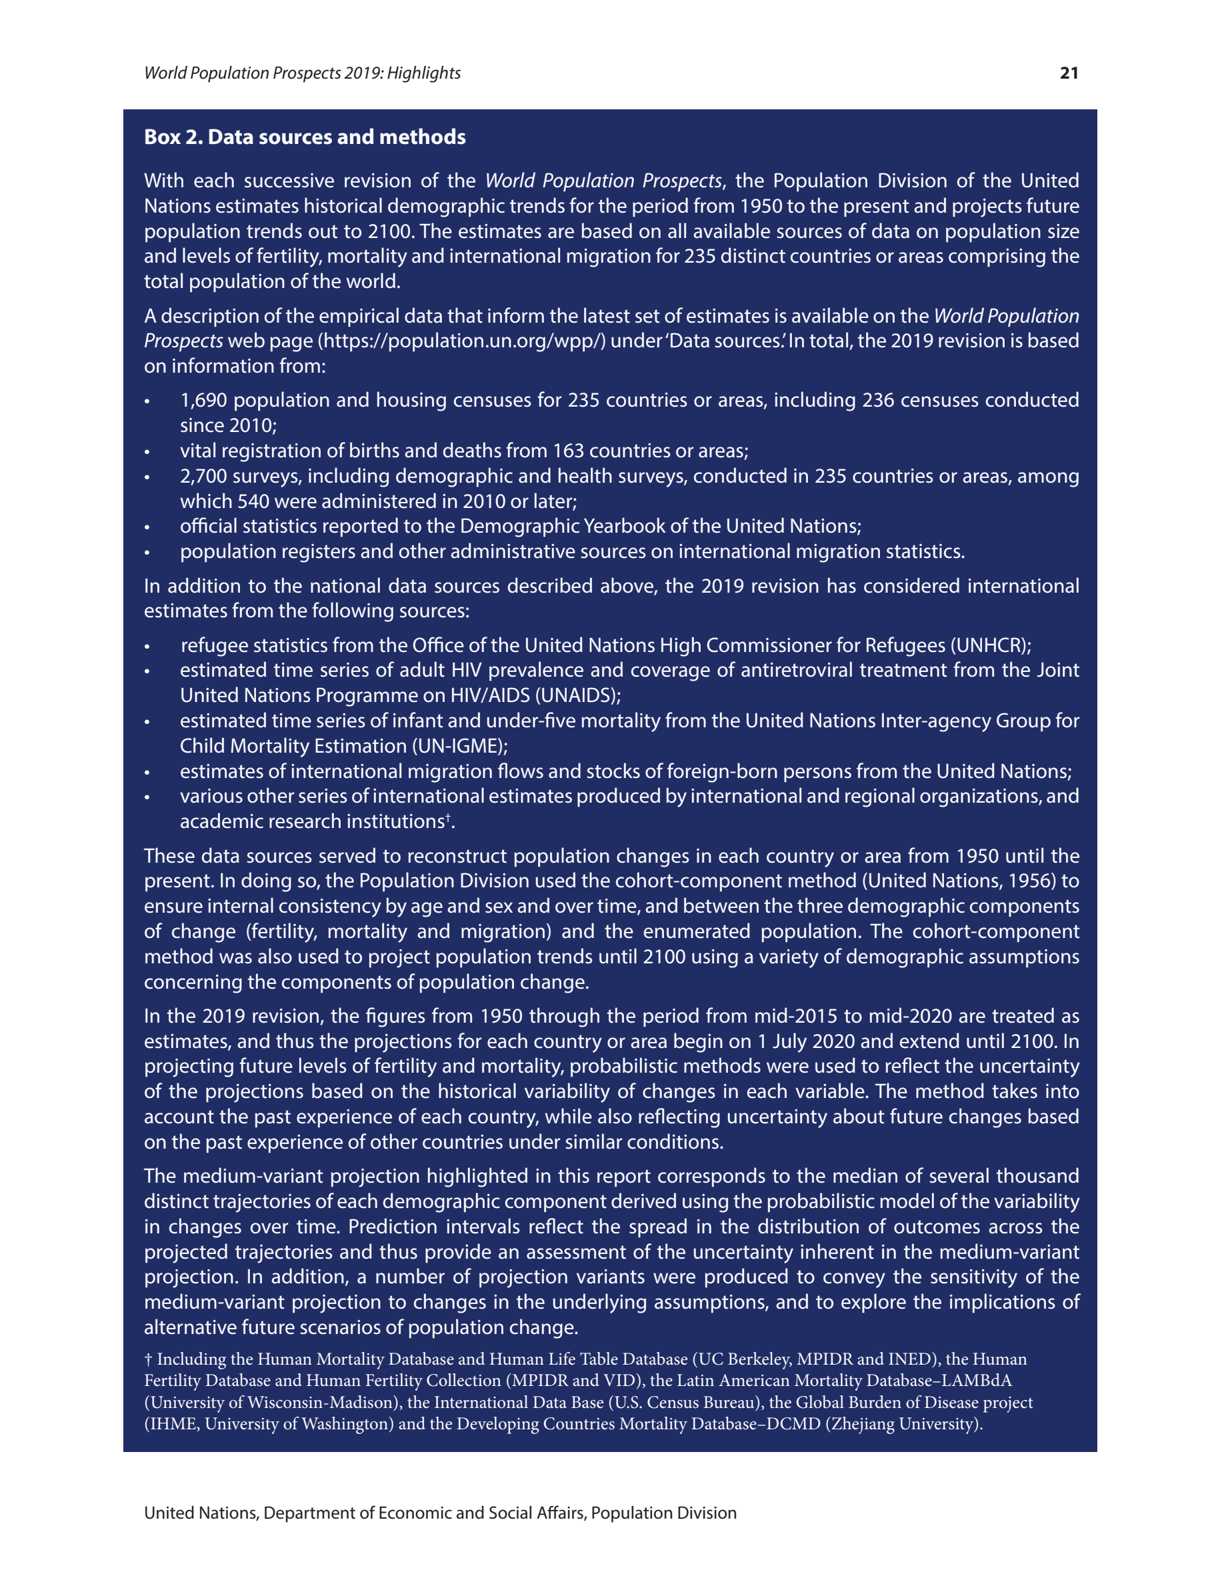 World Population Prospects 2019: Highlights 21
Box 2. Data sources and methods
With each successive revision of the World Population Prospects, the Population Division of the United
Nations estimates historical demographic trends for the period from 1950 to the present and projects future
population trends out to 2100. The estimates are based on all available sources of data on population size
and levels of fertility, mortality and international migration for 235 distinct countries or areas comprising the
total population of the world.
A description of the empirical data that inform the latest set of estimates is available on the World Population
Prospects web page (https://population.un.org/wpp/) under ‘Data sources.’ In total, the 2019 revision is based
on information from:
• 1,690 population and housing censuses for 235 countries or areas, including 236 censuses conducted
since 2010;
• vital registration of births and deaths from 163 countries or areas;
• 2,700 surveys, including demographic and health surveys, conducted in 235 countries or areas, among
which 540 were administered in 2010 or later;
• official statistics reported to the Demographic Yearbook of the United Nations;
• population registers and other administrative sources on international migration statistics.
In addition to the national data sources described above, the 2019 revision has considered international
estimates from the following sources:
• refugee statistics from the Office of the United Nations High Commissioner for Refugees (UNHCR);
• estimated time series of adult HIV prevalence and coverage of antiretroviral treatment from the Joint
United Nations Programme on HIV/AIDS (UNAIDS);
• estimated time series of infant and under-five mortality from the United Nations Inter-agency Group for
Child Mortality Estimation (UN-IGME);
• estimates of international migration flows and stocks of foreign-born persons from the United Nations;
• various other series of international estimates produced by international and regional organizations, and
academic research institutions†.
These data sources served to reconstruct population changes in each country or area from 1950 until the
present. In doing so, the Population Division used the cohort-component method (United Nations, 1956) to
ensure internal consistency by age and sex and over time, and between the three demographic components
of change (fertility, mortality and migration) and the enumerated population. The cohort-component
method was also used to project population trends until 2100 using a variety of demographic assumptions
concerning the components of population change.
In the 2019 revision, the figures from 1950 through the period from mid-2015 to mid-2020 are treated as
estimates, and thus the projections for each country or area begin on 1 July 2020 and extend until 2100. In
projecting future levels of fertility and mortality, probabilistic methods were used to reflect the uncertainty
of the projections based on the historical variability of changes in each variable. The method takes into
account the past experience of each country, while also reflecting uncertainty about future changes based
on the past experience of other countries under similar conditions.
The medium-variant projection highlighted in this report corresponds to the median of several thousand
distinct trajectories of each demographic component derived using the probabilistic model of the variability
in changes over time. Prediction intervals reflect the spread in the distribution of outcomes across the
projected trajectories and thus provide an assessment of the uncertainty inherent in the medium-variant
projection. In addition, a number of projection variants were produced to convey the sensitivity of the
medium-variant projection to changes in the underlying assumptions, and to explore the implications of
alternative future scenarios of population change.
† Including the Human Mortality Database and Human Life Table Database (UC Berkeley, MPIDR and INED), the Human
Fertility Database and Human Fertility Collection (MPIDR and VID), the Latin American Mortality Database–LAMBdA
(University of Wisconsin-Madison), the International Data Base (U.S. Census Bureau), the Global Burden of Disease project
(IHME, University of Washington) and the Developing Countries Mortality Database–DCMD (Zhejiang University).
United Nations, Department of Economic and Social Affairs, Population Division